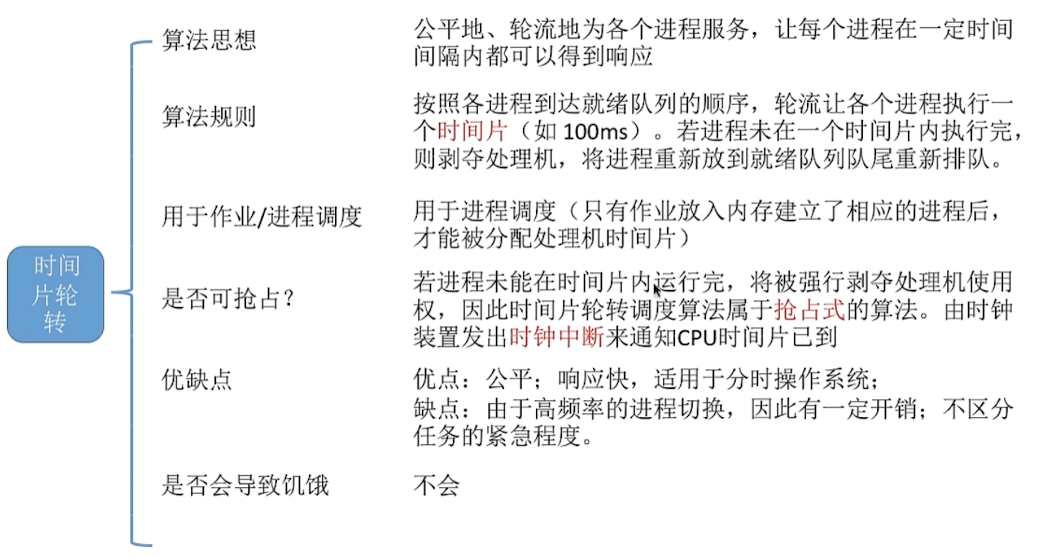 算法思想
公平地、轮流地为各个进程服务，让每个进程在一定时间
间隔内都可以得到响应
算法规则
按照各进程到达就绪队列的顺序，轮流让各个进程执行一
个时间片（如 100ms）。若进程未在一个时间片内执行完，
则剥夺处理机，将进程重新放到就绪队列队尾重新排队。
用于作业/进程调度
用于进程调度（只有作业放入内存建立了相应的进程后，
才能被分配处理机时间片）
时间
片轮
转
是否可抢占？
若进程未能在时间片内运行完，将被强行剥夺处理机使用
权，因此时间片轮转调度算法属于抢占式的算法。由时钟
装置发出时钟中断来通知CPU时间片已到
优缺点
优点：公平；响应快，适用于分时操作系统；
缺点：由于高频率的进程切换，因此有一定开销；不区分
任务的紧急程度。
是否会导致饥饿
不会